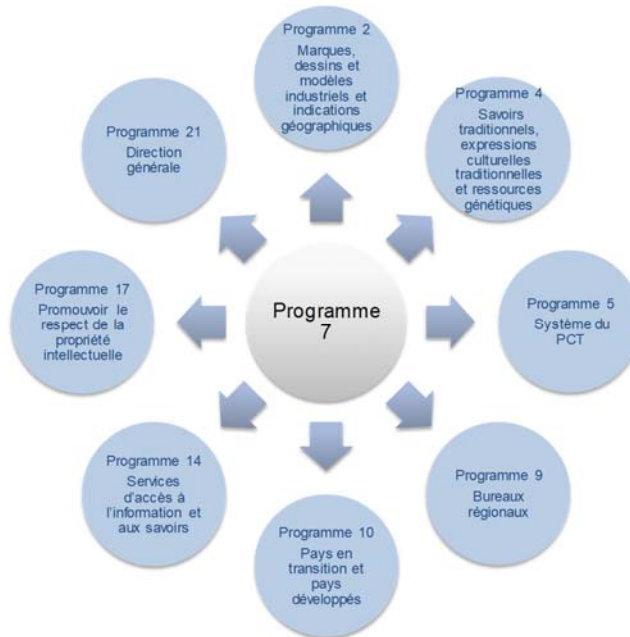 Programme 2
Marques,
dessins et
modèles
industriels et
indications
géographiques
Programme 4
Savoirs
traditionnels,
expressions
culturelles
traditionnelles
et ressources
génétiques
Programme 5
Système du
PCT
Programme 9
Bureaux
régionaux
Programme 10
Pays en
transition et
pays
développés
Programme 14
Services
d'accès à
l'information et
aux savoirs
Programme 17
Promouvoir le
respect de la
propriété
intellectuelle
Programme 21
Direction
générale
Programme
7